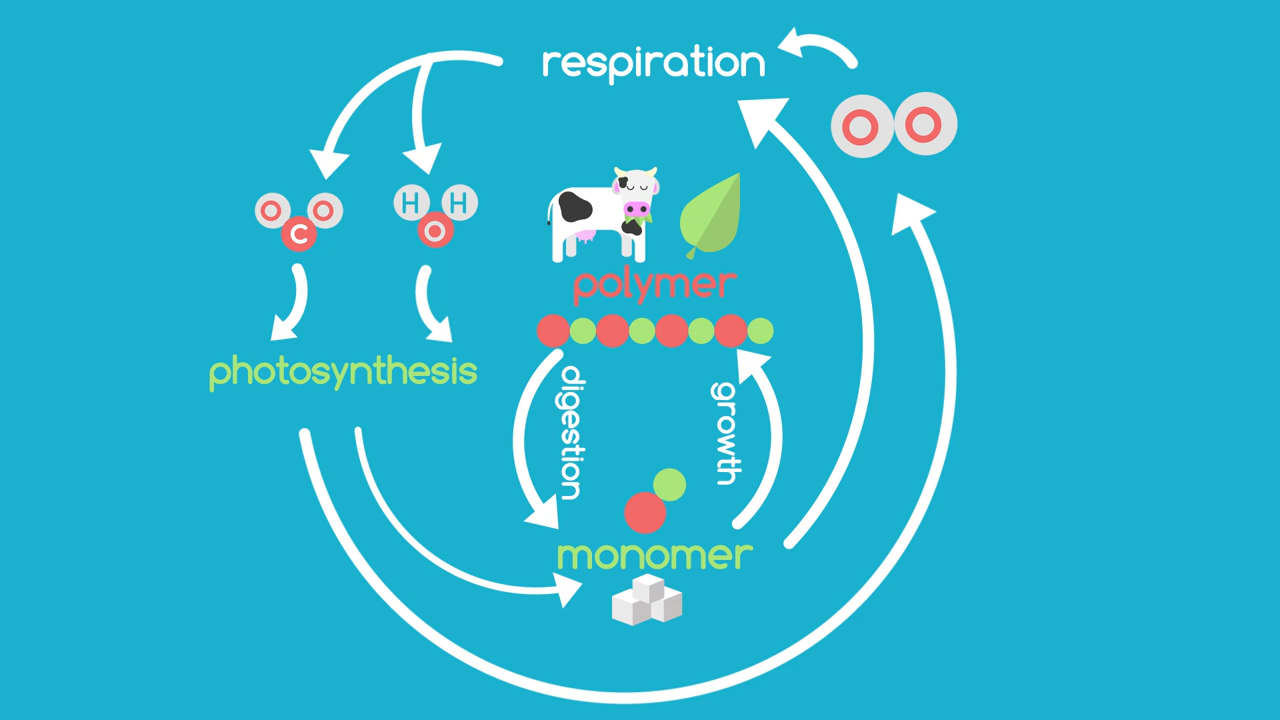 respiration
O O
O O
C
H H
O
polymer
photosynthesis
digestion
growth
monomer